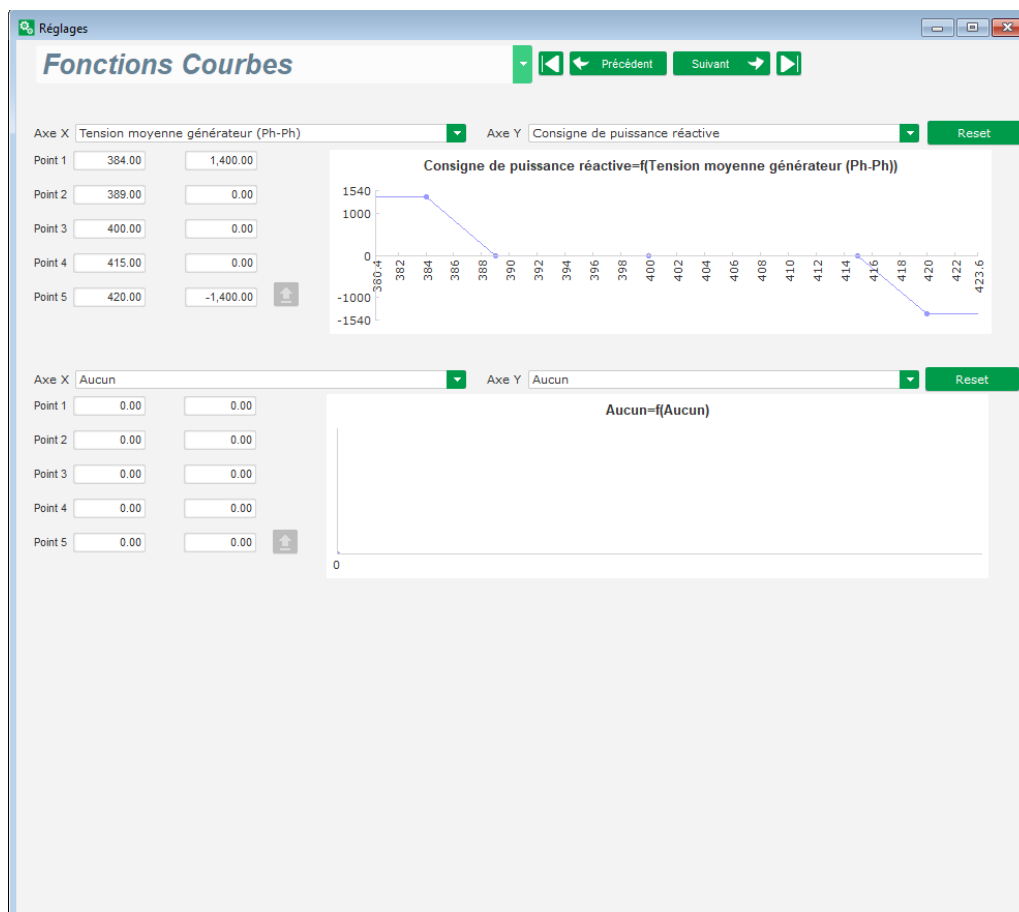 Réglages
Fonctions Courbes
Précédent
Suivant
Axe X Tension moyenne générateur (Ph-Ph) Axe Y Consigne de puissance réactive Reset
Point 1 384.00 1,400.00
Point 2 389.00 0.00
Point 3 400.00 0.00
Point 4 415.00 0.00
Point 5 420.00 -1,400.00
Consigne de puissance réactive=f(Tension moyenne générateur (Ph-Ph))
1540
1000
0
-1000
-1540
380.4 382 384 386 388 390 392 394 396 398 400 402 404 406 408 410 412 414 416 418 420 422 423.6
Axe X Aucun Axe Y Aucun Reset
Point 1 0.00 0.00
Point 2 0.00 0.00
Point 3 0.00 0.00
Point 4 0.00 0.00
Point 5 0.00 0.00
Aucun=f(Aucun)
0